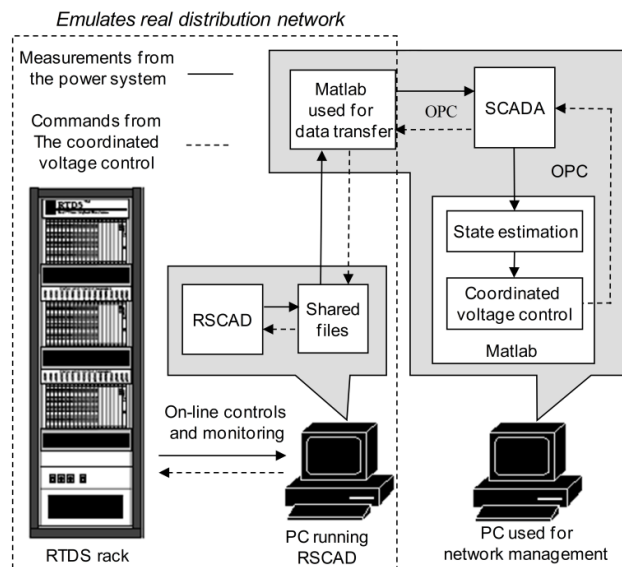 Emulates real distribution network
Measurements from
the power system
Commands from
The coordinated
voltage control
Matlab
used for
data transfer
OPC
SCADA
OPC
State estimation
Coordinated
voltage control
Matlab
RTDS
RSCAD
Shared
files
On-line controls
and monitoring
RTDS rack
PC running
RSCAD
PC used for
network management